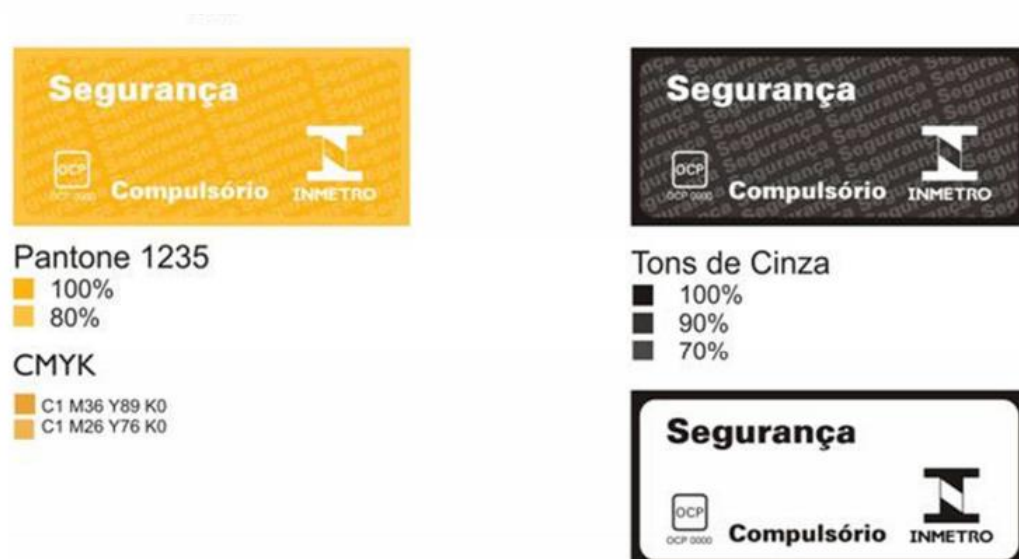 Segurança
OCP
OCP 0000
Compulsório
INMETRO
Pantone 1235
100%
80%
CMYK
C1 M36 Y89 K0
C1 M26 Y76 K0
Segurança
OCP
OCP 0000
Compulsório
INMETRO
Tons de Cinza
100%
90%
70%
Segurança
OCP
OCP 0000
Compulsório
INMETRO